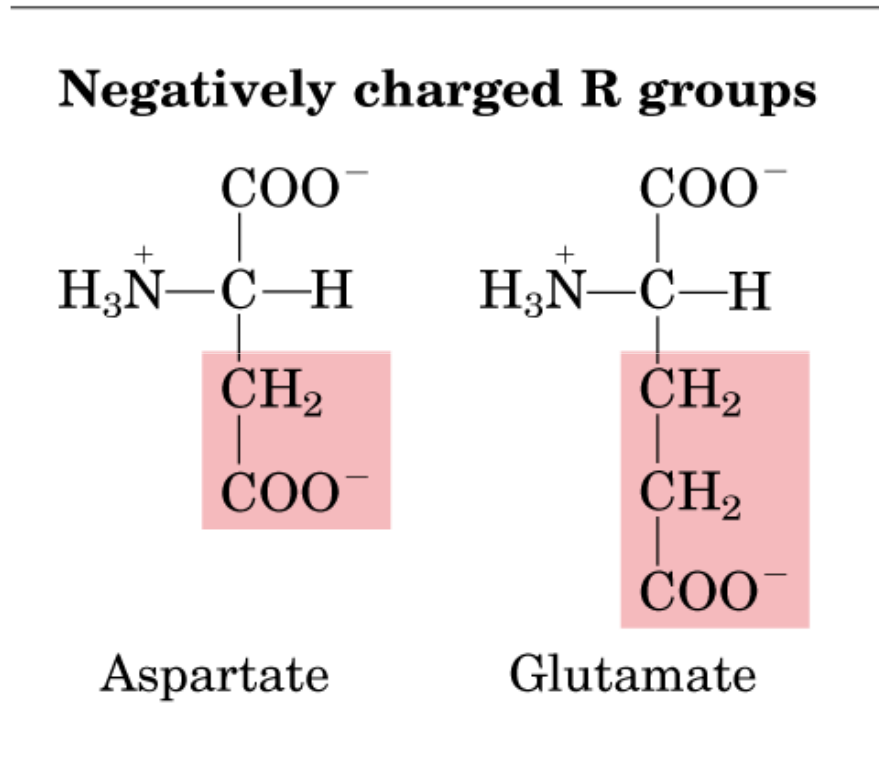 Negatively charged R groups
COO⁻ COO⁻
H₃N⁺—C—H H₃N⁺—C—H
CH₂ CH₂
COO⁻ CH₂
COO⁻
Aspartate Glutamate